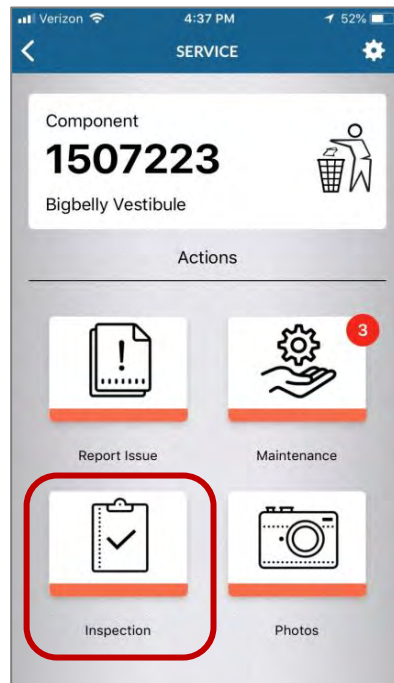 Verizon 4:37 PM 52%
SERVICE
Component
1507223
Bigbelly Vestibule
Actions
3
Report Issue Maintenance
Inspection Photos